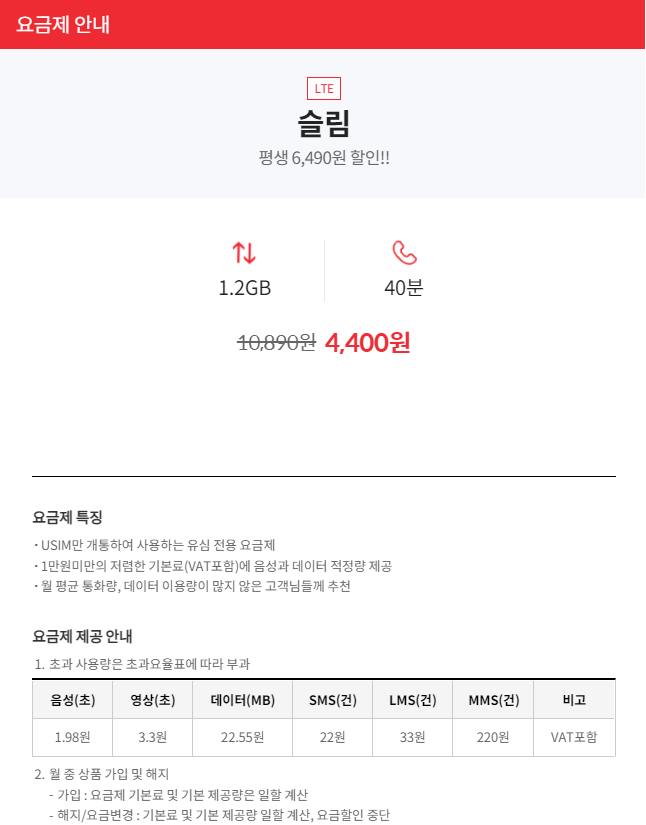 요금제 안내
LTE
슬림
평생 6,490원 할인!!
1.2GB 40분
10,890원 4,400원
요금제 특징
· USIM만 개통하여 사용하는 유심 전용 요금제
· 1만원미만의 저렴한 기본료(VAT포함)에 음성과 데이터 적정량 제공
· 월 평균 통화량, 데이터 이용량이 많지 않은 고객님들께 추천
요금제 제공 안내
1. 초과 사용량은 초과요율표에 따라 부과
음성(초) 영상(초) 데이터(MB) SMS(건) LMS(건) MMS(건) 비고
1.98원 3.3원 22.55원 22원 33원 220원 VAT포함
2. 월 중 상품 가입 및 해지
- 가입 : 요금제 기본료 및 기본 제공량은 일할 계산
- 해지/요금변경 : 기본료 및 기본 제공량 일할 계산, 요금할인 중단